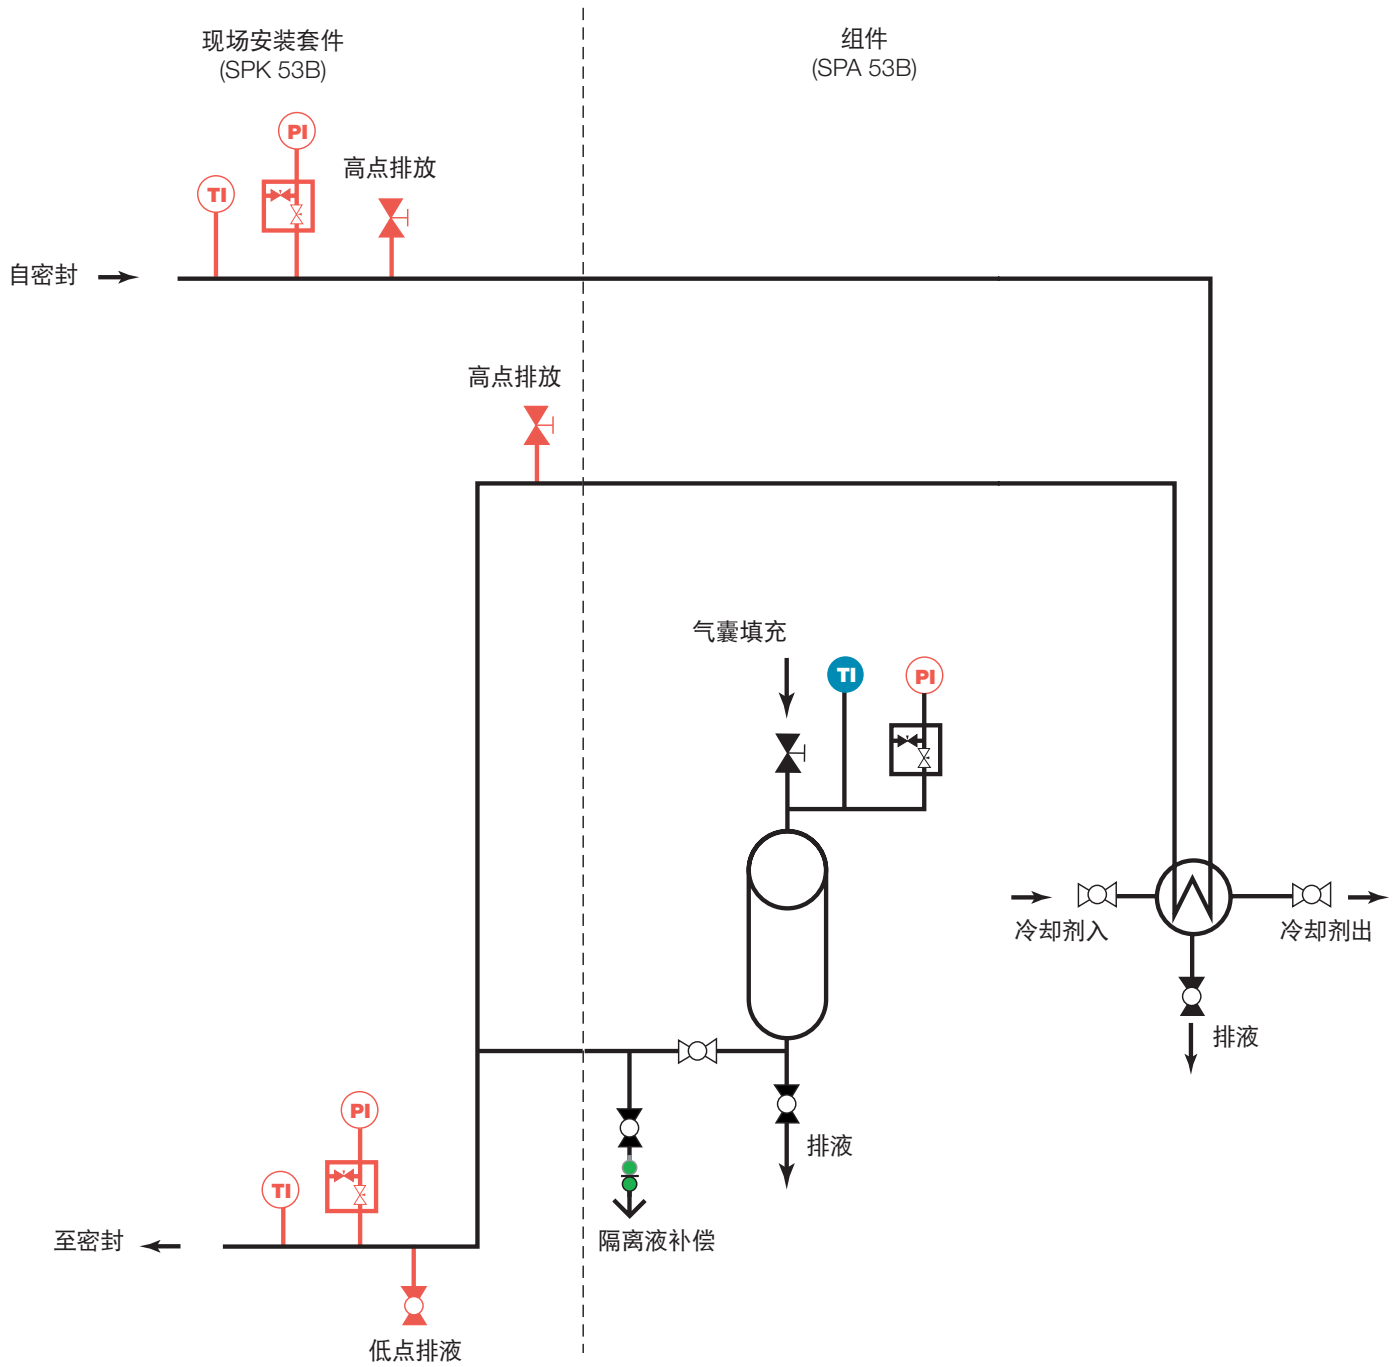 现场安装套件
(SPK 53B)
组件
(SPA 53B)
PI
高点排放
TI
自密封
高点排放
气囊填充
TI
PI
冷却剂入
冷却剂出
排液
PI
排液
TI
至密封
隔离液补偿
低点排液